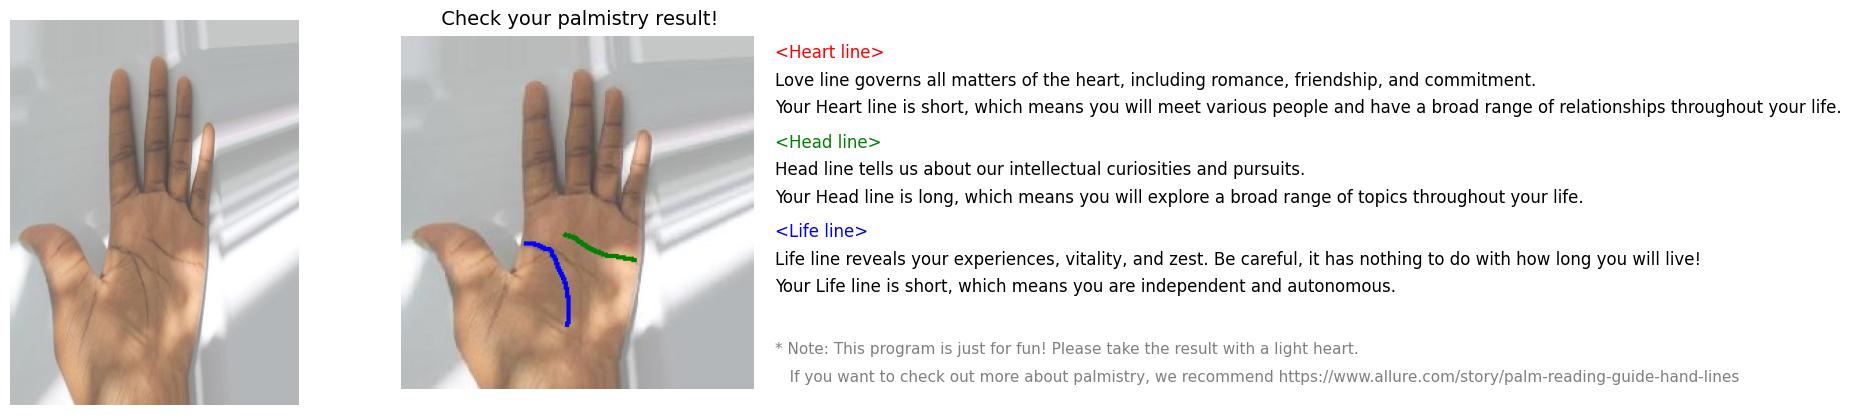 Check your palmistry result!
<Heart line>
Love line governs all matters of the heart, including romance, friendship, and commitment.
Your Heart line is short, which means you will meet various people and have a broad range of relationships throughout your life.
<Head line>
Head line tells us about our intellectual curiosities and pursuits.
Your Head line is long, which means you will explore a broad range of topics throughout your life.
<Life line>
Life line reveals your experiences, vitality, and zest. Be careful, it has nothing to do with how long you will live!
Your Life line is short, which means you are independent and autonomous.
* Note: This program is just for fun! Please take the result with a light heart.
If you want to check out more about palmistry, we recommend https://www.allure.com/story/palm-reading-guide-hand-lines